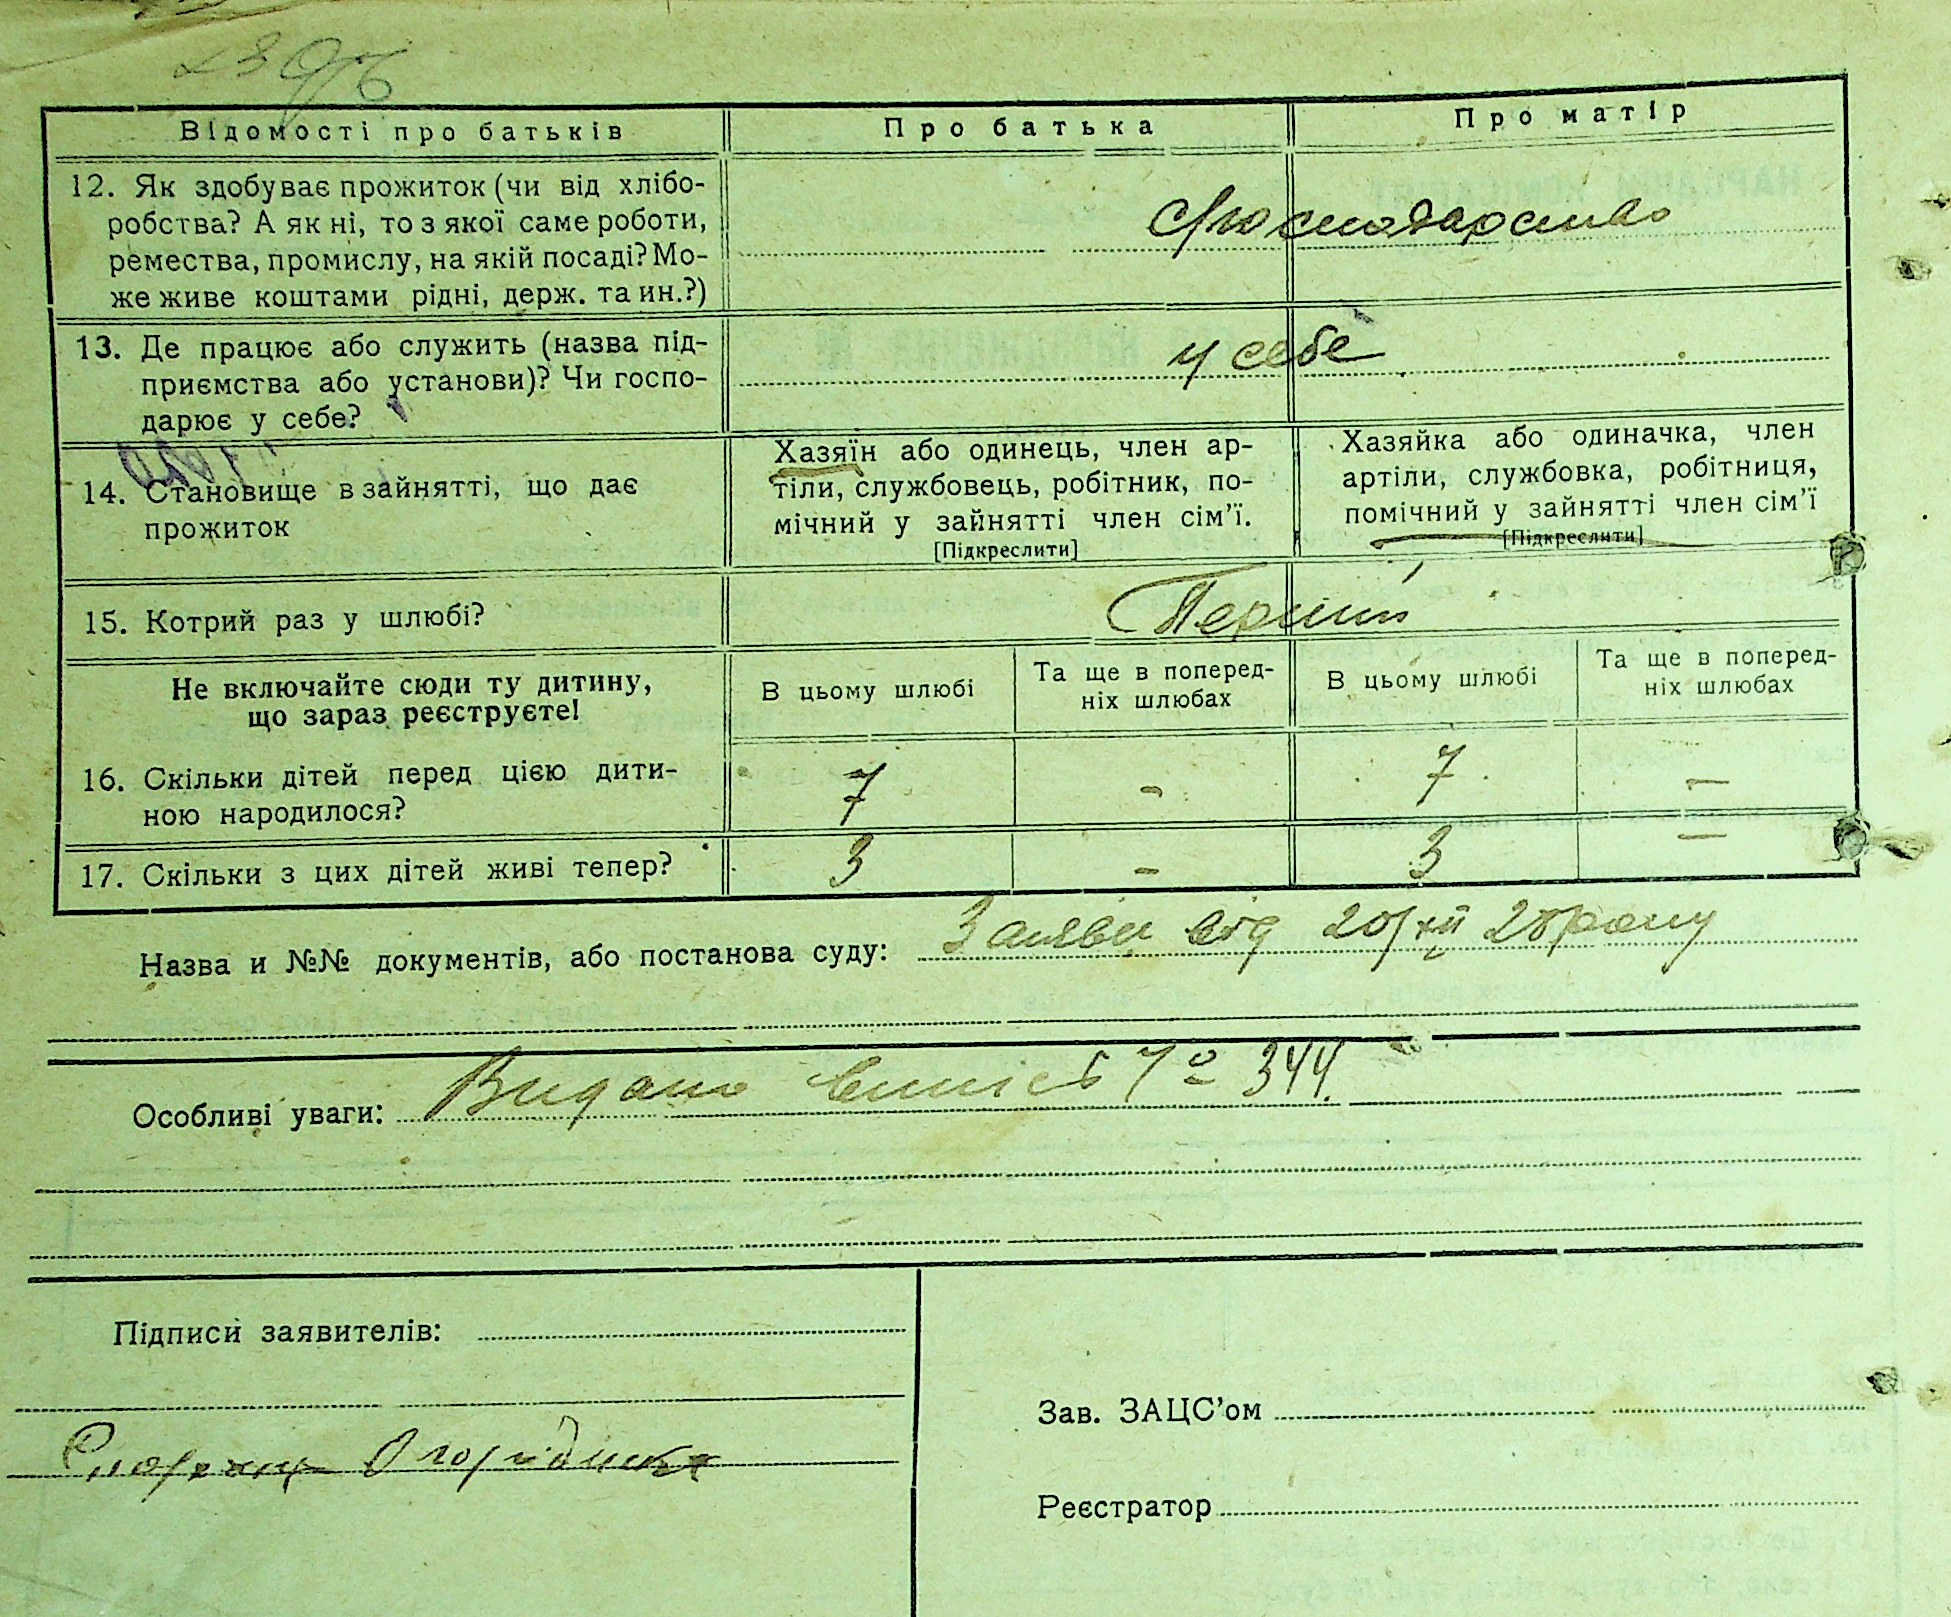 Відомості про батьків Про батька Про матір
12. Як здобуває прожиток (чи від хлібо-
робства? А як ні, то з якої саме роботи,
ремества, промислу, на якій посаді? Мо-
же живе коштами рідні, держ. та ин.?)
13. Де працює або служить (назва під-
приємства або установи)? Чи госпо-
дарює у себе?
у себе
14. Становище в зайнятті, що дає
прожиток
Хазяїн або одинець, член ар-
тіли, службовець, робітник, по-
мічний у зайнятті член сім'ї.
[Підкреслити]
Хазяйка або одиначка, член
артіли, службовка, робітниця,
помічний у зайнятті член сім'ї
[Підкреслити]
15. Котрий раз у шлюбі? Перший
Не включайте сюди ту дитину,
що зараз реєструєте!
В цьому шлюбі
Та ще в поперед-
ніх шлюбах
В цьому шлюбі
Та ще в поперед-
ніх шлюбах
16. Скільки дітей перед цією дити-
ною народилося?
7 - 7 -
17. Скільки з цих дітей живі тепер? 3 - 3 -
Назва и №№ документів, або постанова суду: Заява від 20/XII 28 року
Особливі уваги: Видано випись № 344.
Підписи заявителів:
Зав. ЗАЦС'ом
Реєстратор